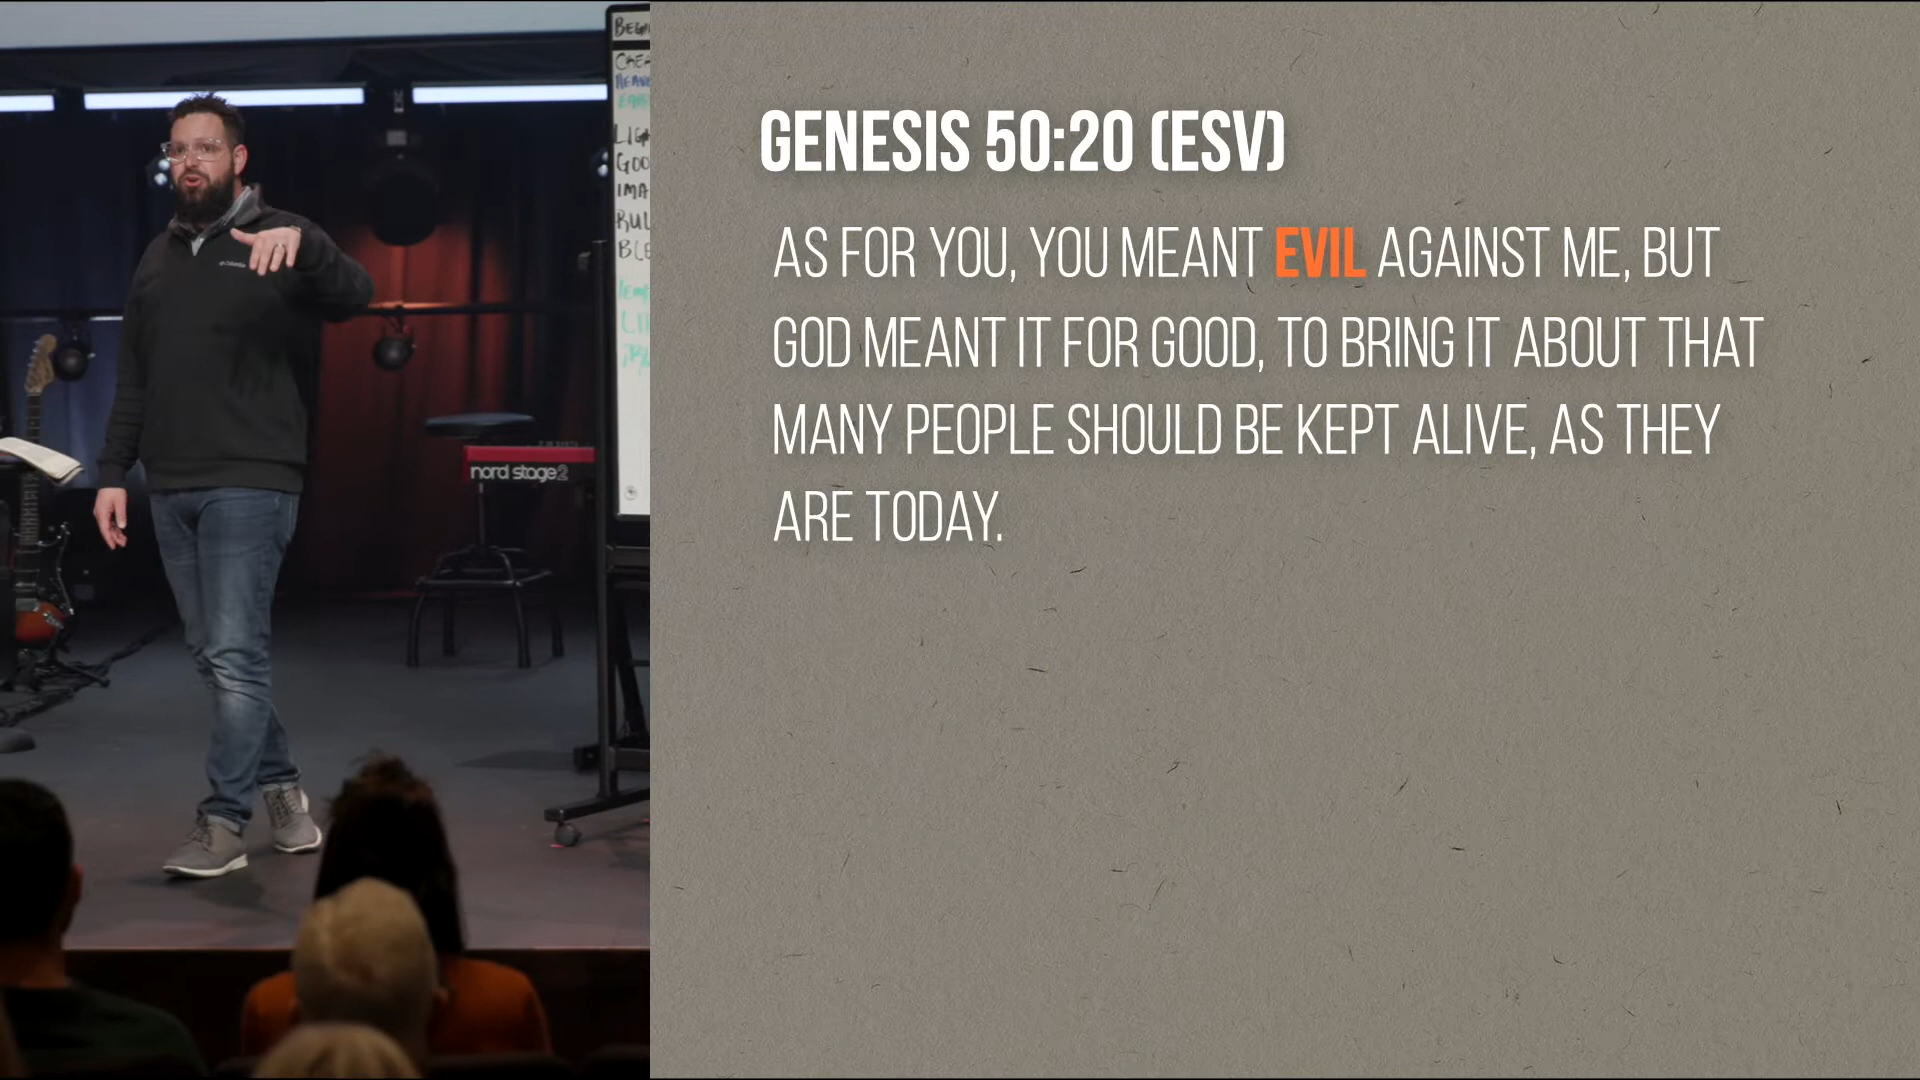 GENESIS 50:20 (ESV)
AS FOR YOU, YOU MEANT EVIL AGAINST ME, BUT
GOD MEANT IT FOR GOOD, TO BRING IT ABOUT THAT
MANY PEOPLE SHOULD BE KEPT ALIVE, AS THEY
ARE TODAY.
Columbia
nord stage 2